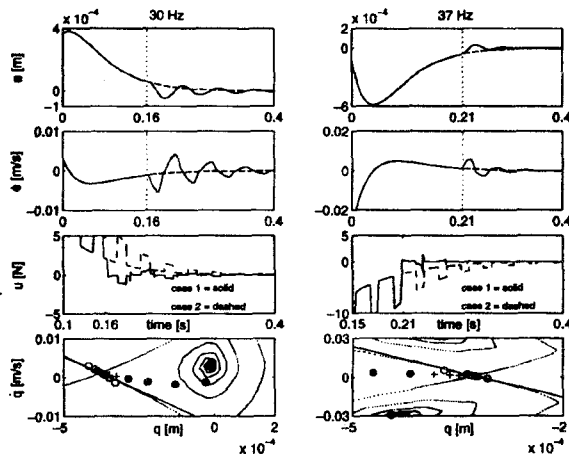 x 10⁻⁴ 30 Hz
4
e [m]
0
-1
0 0.16 0.4
0.01
ė [m/s]
0
-0.01
0 0.16 0.4
5
u [N]
0
-5
case 1 = solid
case 2 = dashed
0.1 0.16 time [s] 0.4
0.01
q̇ [m/s]
0
-0.01
-5 q [m] 0 2
x 10⁻⁴
x 10⁻⁴ 37 Hz
2
0
-6
0 0.21 0.4
0.02
0
-0.02
0 0.21 0.4
5
0
-10
case 1 = solid
case 2 = dashed
0.15 0.21 time [s] 0.4
0.03
0
-0.03
-5 q [m] -2
x 10⁻⁴